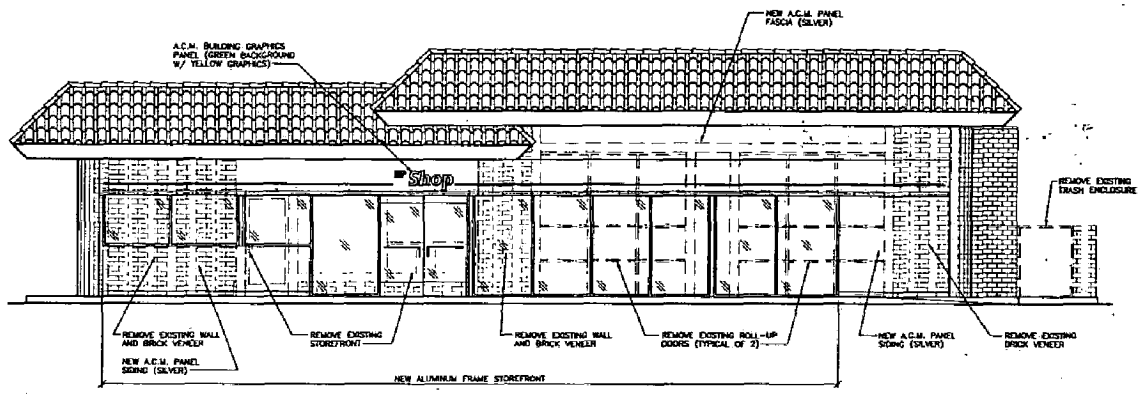 NEW A.C.M. PANEL
FASCIA (SILVER)
A.C.M. BUILDING GRAPHICS
PANEL (GREEN BACKGROUND
W/ YELLOW GRAPHICS)
Shop
REMOVE EXISTING
TRASH ENCLOSURE
REMOVE EXISTING WALL
AND BRICK VENEER
REMOVE EXISTING
STOREFRONT
REMOVE EXISTING WALL
AND BRICK VENEER
REMOVE EXISTING ROLL-UP
DOORS (TYPICAL OF 2)
NEW A.C.M. PANEL
SIDING (SILVER)
REMOVE EXISTING
BRICK VENEER
NEW A.C.M. PANEL
SIDING (SILVER)
NEW ALUMINUM FRAME STOREFRONT